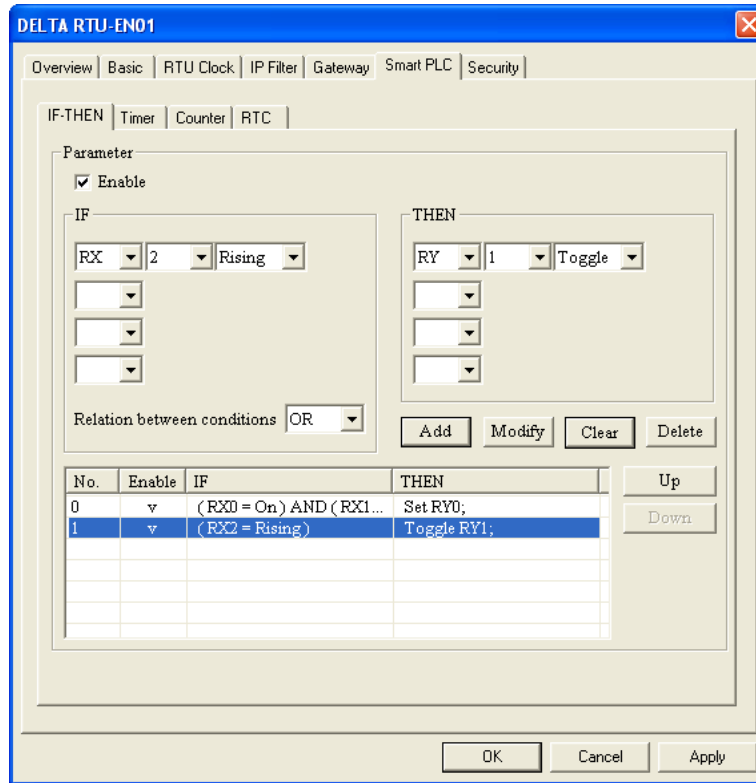 DELTA RTU-EN01
Overview Basic RTU Clock IP Filter Gateway Smart PLC Security
IF-THEN Timer Counter RTC
Parameter
Enable
IF
RX 2 Rising
Relation between conditions OR
THEN
RY 1 Toggle
Add Modify Clear Delete
No. Enable IF THEN
0 v (RX0 = On) AND (RX1... Set RY0;
1 v (RX2 = Rising) Toggle RY1;
Up
Down
OK Cancel Apply